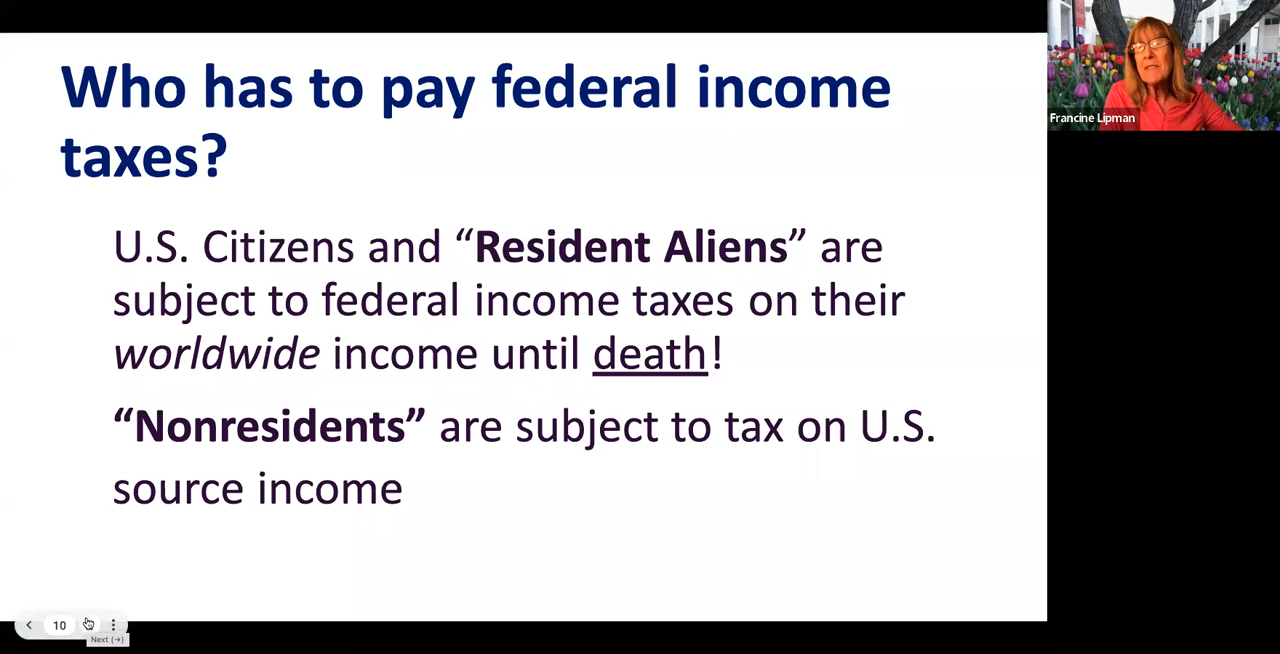 Who has to pay federal income
taxes?
U.S. Citizens and “Resident Aliens” are
subject to federal income taxes on their
worldwide income until death!
“Nonresidents” are subject to tax on U.S.
source income
Francine Lipman
10
Next (→)